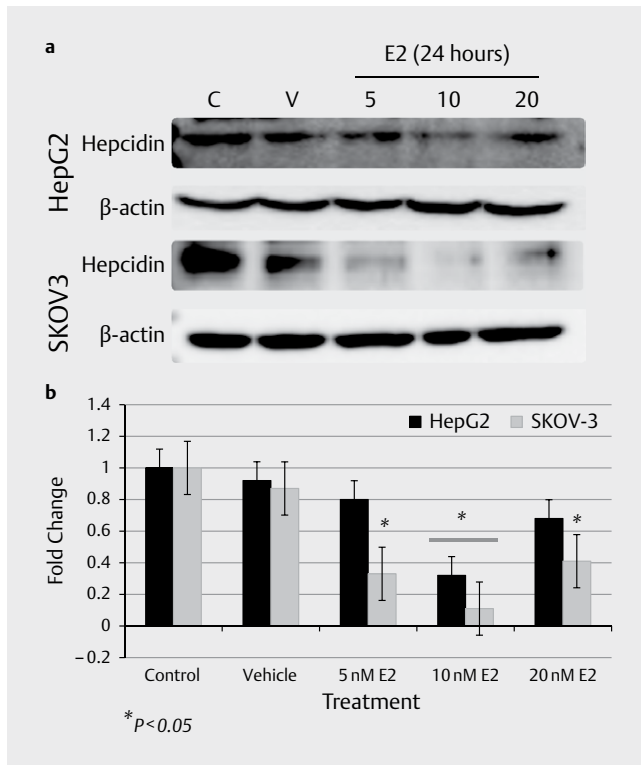 a
E2 (24 hours)
C V 5 10 20
HepG2
Hepcidin
β-actin
SKOV3
Hepcidin
β-actin
b
HepG2 SKOV-3
Fold Change
1.4
1.2
1
0.8
0.6
0.4
0.2
0
–0.2
* * *
Control Vehicle 5 nM E2 10 nM E2 20 nM E2
Treatment
*P<0.05